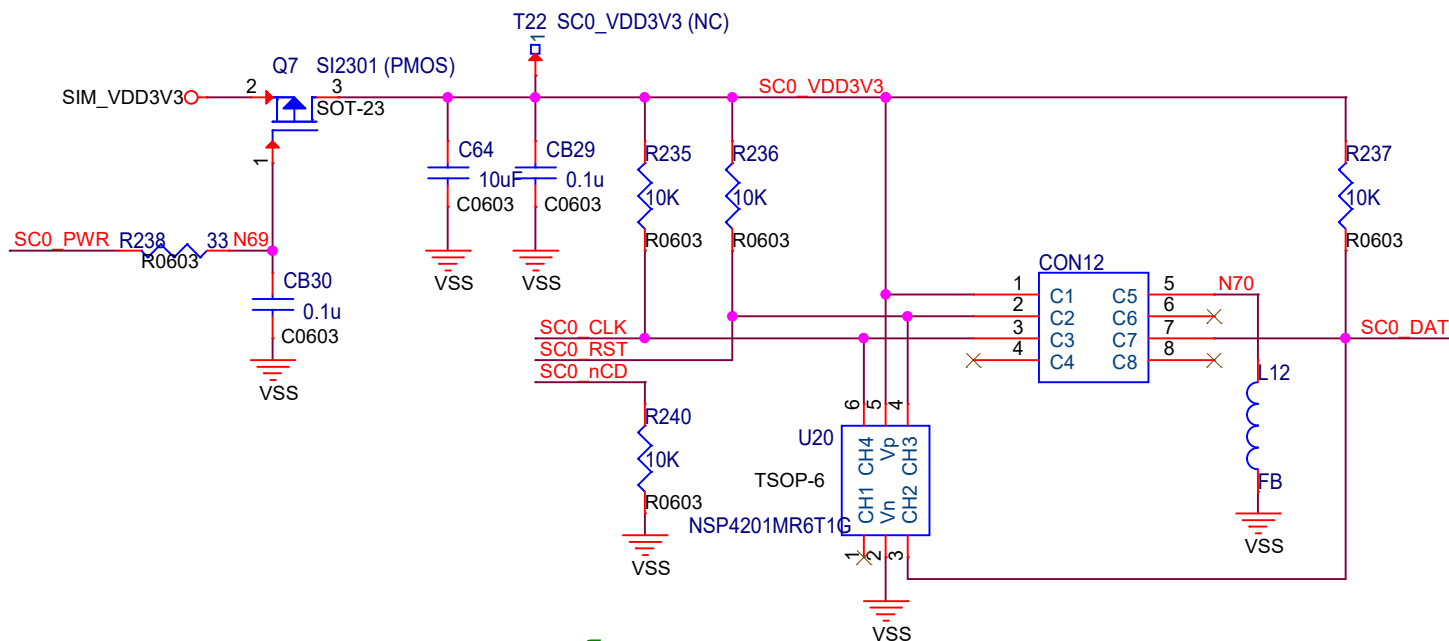 T22 SC0_VDD3V3 (NC)
1
Q7 SI2301 (PMOS)
SIM_VDD3V3
2
3
SOT-23
1
SC0_VDD3V3
C64
10uF
C0603
CB29
0.1u
C0603
R235
10K
R0603
R236
10K
R0603
R237
10K
R0603
VSS
VSS
SC0_PWR
R238
33
R0603
N69
CB30
0.1u
C0603
VSS
CON12
1
2
3
4
C1
C2
C3
C4
C5
C6
C7
C8
5
6
7
8
N70
SC0_DAT
SC0_CLK
SC0_RST
SC0_nCD
R240
10K
R0603
VSS
U20
TSOP-6
NSP4201MR6T1G
6
5
4
CH4
Vp
CH3
CH1
Vn
CH2
1
2
3
VSS
L12
FB
VSS